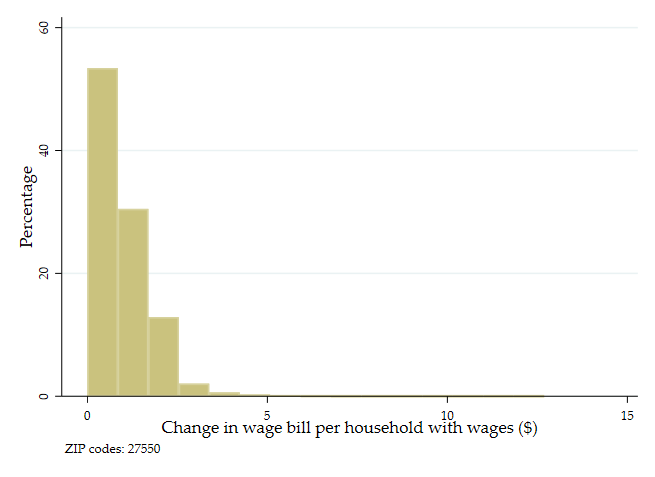 60
40
20
0
Percentage
0 5 10 15
Change in wage bill per household with wages ($)
ZIP codes: 27550